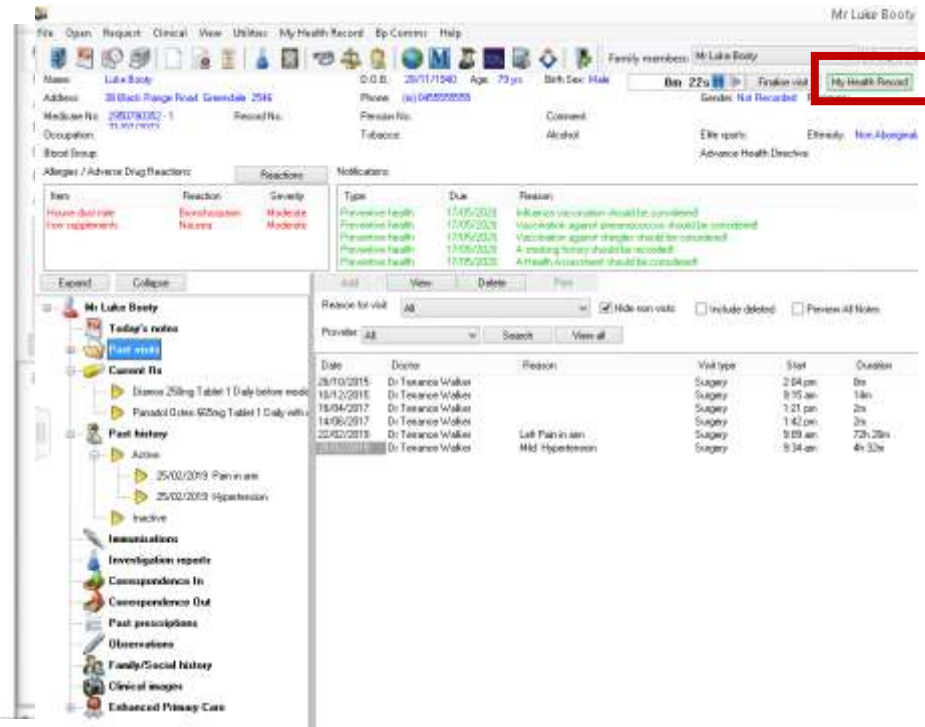 Mr Luke Booty
File Open Request Clinical View Utilities My Health Record Bp Comms Help
Family members: Mr Luke Booty
Name: Luke Booty D.O.B. 20/11/1940 Age: 79 yrs Birth Sex: Male 0m 22s Finalise visit My Health Record
Address: 30 Black Range Road Greendale 2546 Phone: Gender: Not Recorded
Medicare No: Record No: Pension No: Comment:
Occupation: Tobacco: Alcohol: Elite sports: Ethnicity: Non Aboriginal
Blood Group: Advance Health Directive
Allergies / Adverse Drug Reactions: Reactions Notifications:
Item Reaction Severity Type Due Reason
House dust mite Bronchospasm Moderate Preventive health 17/05/2020 Influenza vaccination should be considered!
Iron supplements Nausea Moderate Preventive health 17/05/2020 Vaccination against pneumococcus should be considered!
Preventive health 17/05/2020 Vaccination against shingles should be considered!
Preventive health 17/05/2020 A smoking history should be recorded!
Preventive health 17/05/2020 A Health Assessment should be considered!
Expand Collapse Add View Delete Print
Mr Luke Booty
Today's notes
Past visits
Current Rx
Diamox 250mg Tablet 1 Daily before meals
Panadol Osteo 665mg Tablet 1 Daily with
Past history
Active
25/02/2019 Pain in arm
25/02/2019 Hypertension
Inactive
Immunisations
Investigation reports
Correspondence In
Correspondence Out
Past prescriptions
Observations
Family/Social history
Clinical images
Enhanced Primary Care
Reason for visit: All Hide non visits Include deleted Preview All Notes
Provider: All Search View all
Date Doctor Reason Visit type Start Duration
Dr Terrance Walker Surgery 2:04 pm 0m
Dr Terrance Walker Surgery 9:15 am 14m
18/04/2017 Dr Terrance Walker Surgery 1:21 pm 2m
14/06/2017 Dr Terrance Walker Surgery 1:42 pm 2m
22/02/2019 Dr Terrance Walker Left Pain in arm Surgery 9:09 am 72h 20m
Dr Terrance Walker Mild Hypertension Surgery 9:34 am 4h 32m